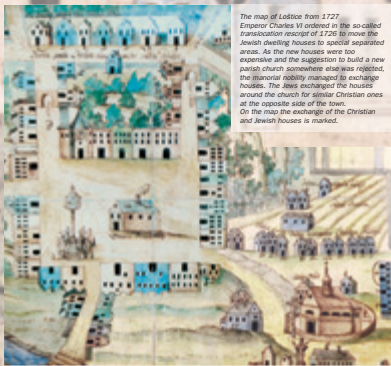 The map of Loštice from 1727
Emperor Charles VI ordered in the so-called
translocation rescript of 1726 to move the
Jewish dwelling houses to special separated
areas. As the new houses were too
expensive and the suggestion to build a new
parish church somewhere else was rejected,
the manorial nobility managed to exchange
houses. The Jews exchanged the houses
around the church for similar Christian ones
at the opposite side of the town.
On the map the exchange of the Christian
and Jewish houses is marked.